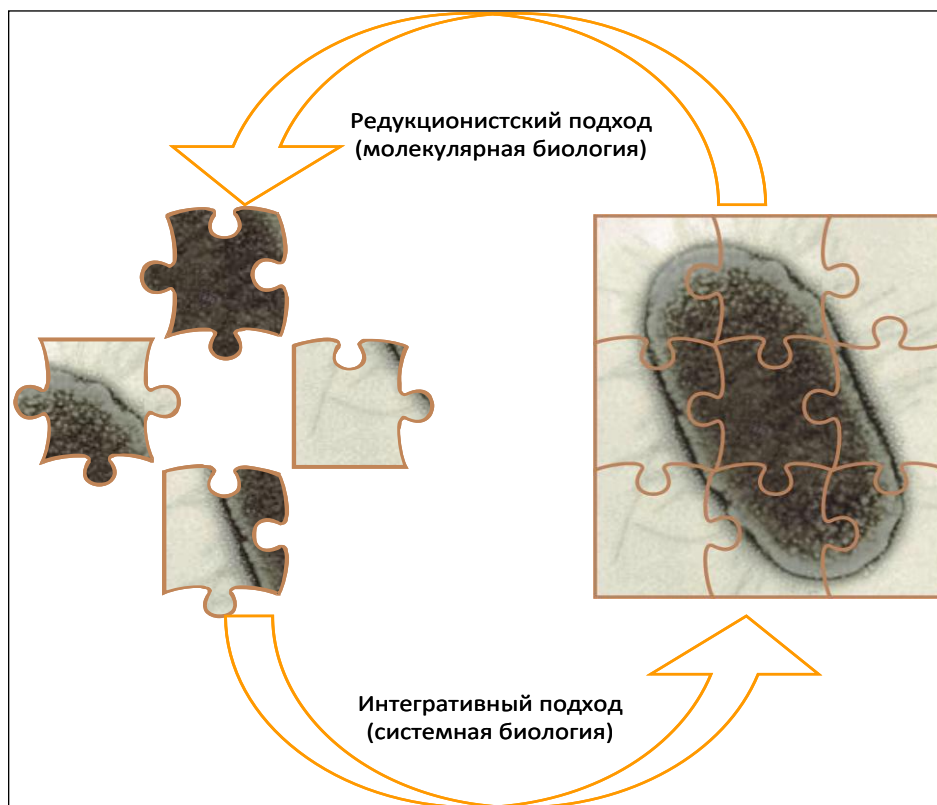 Редукционистский подход
(молекулярная биология)
Интегративный подход
(системная биология)